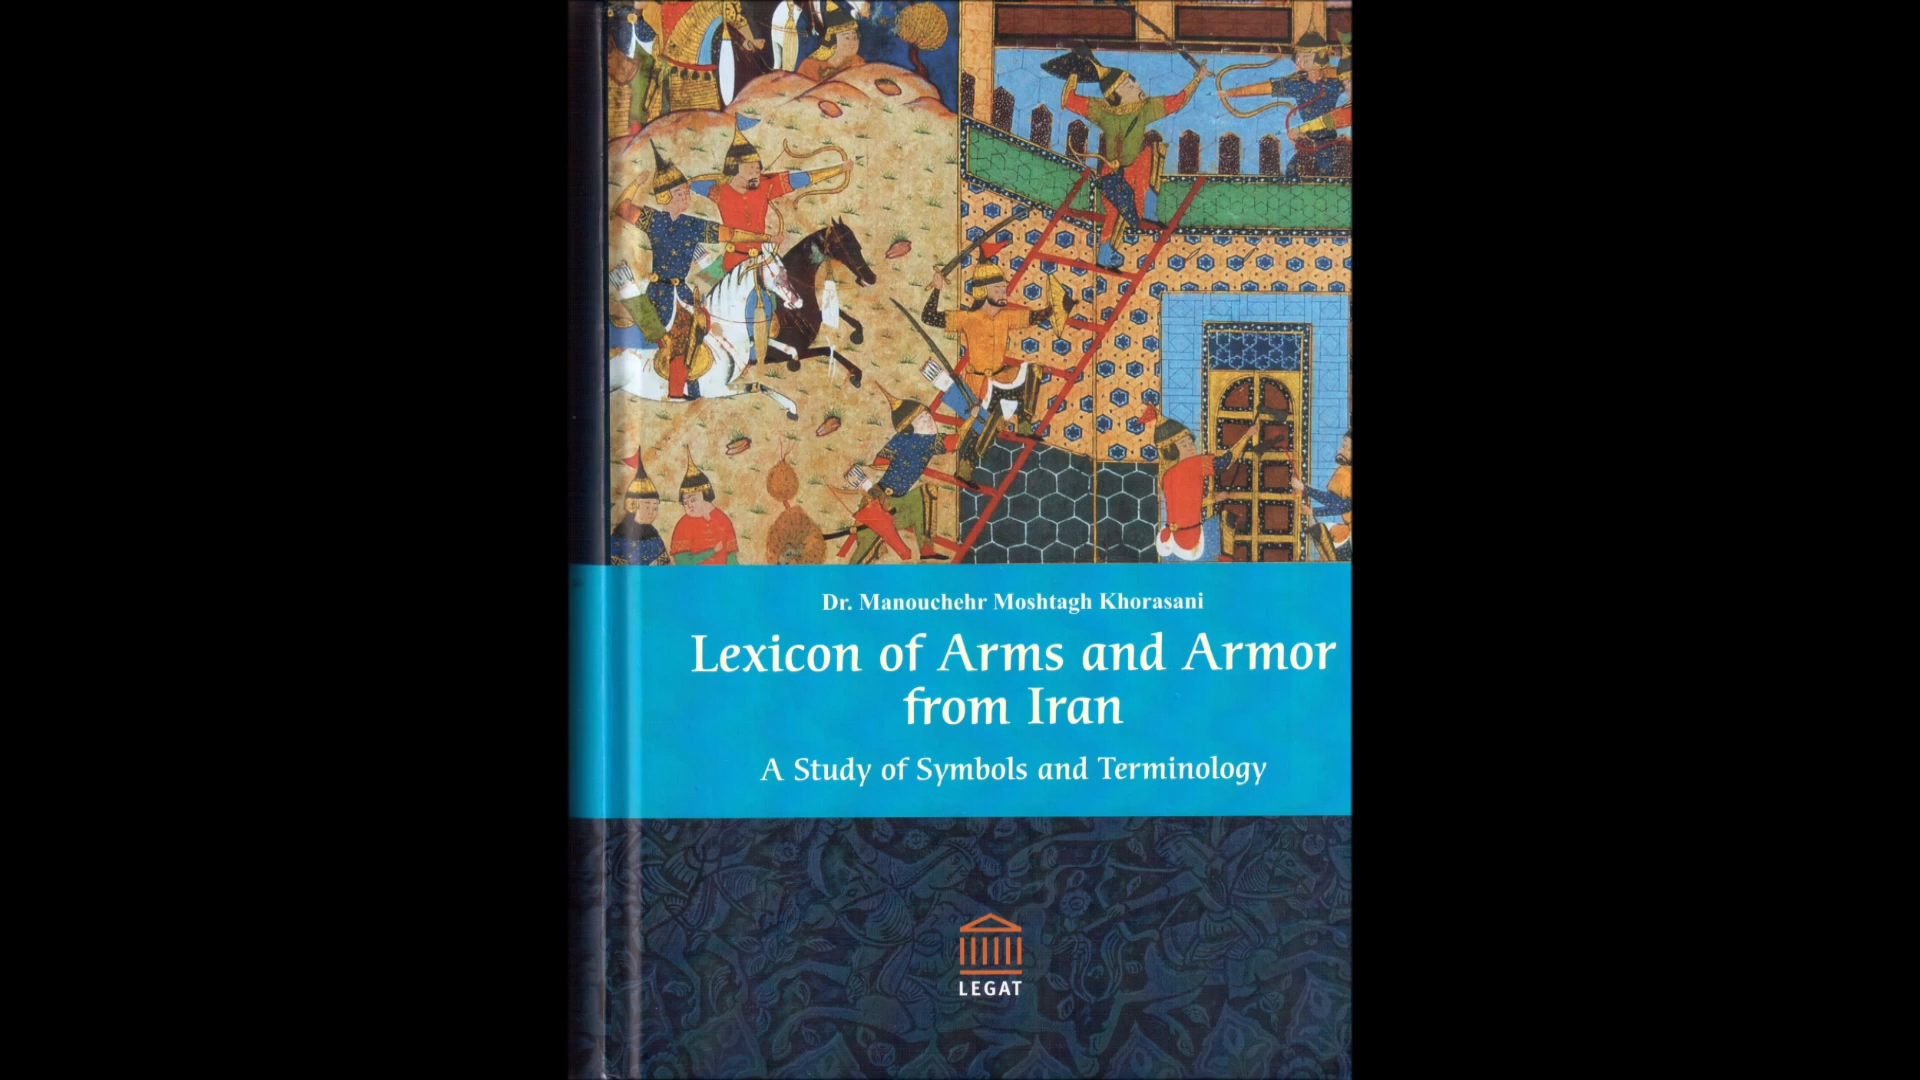 Dr. Manouchehr Moshtagh Khorasani
Lexicon of Arms and Armor
from Iran
A Study of Symbols and Terminology
LEGAT